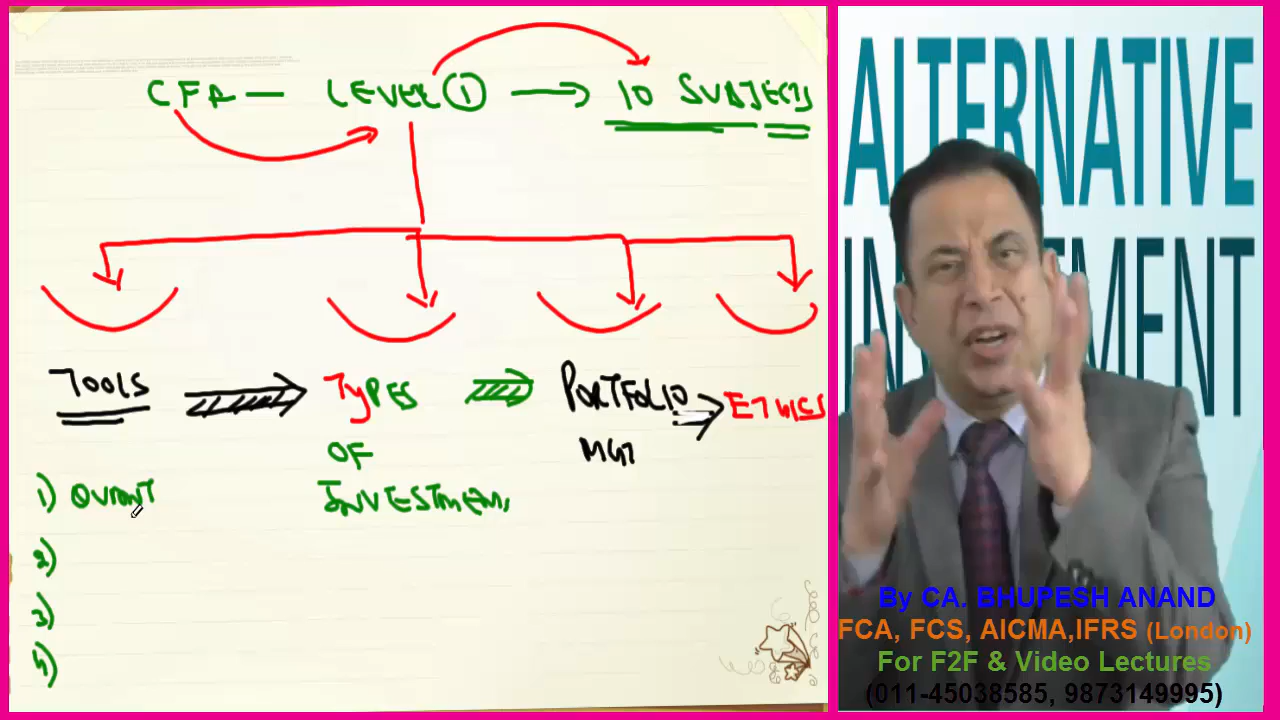 CFA — LEVEL ① → 10 SUBJECTS
TOOLS
TyPES
OF
INVESTMENT
PORTFOLIO
MGT
ETHICS
1) QUANT
2)
3)
4)
ALTERNATIVE
INVESTMENT
By CA. BHUPESH ANAND
FCA, FCS, AICMA,IFRS (London)
For F2F & Video Lectures
(011-45038585, 9873149995)